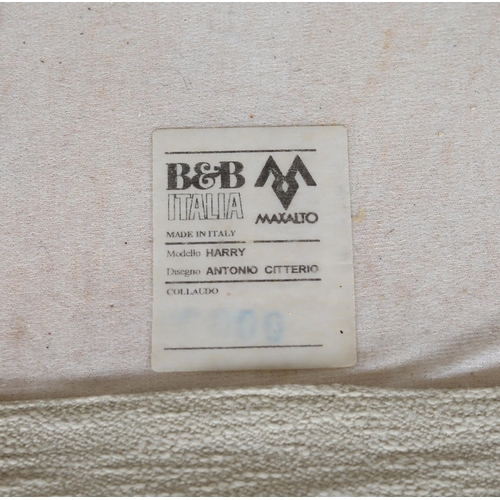 B&B
ITALIA
MAXALTO
MADE IN ITALY
Modello HARRY
Disegno ANTONIO CITTERIO
COLLAUDO